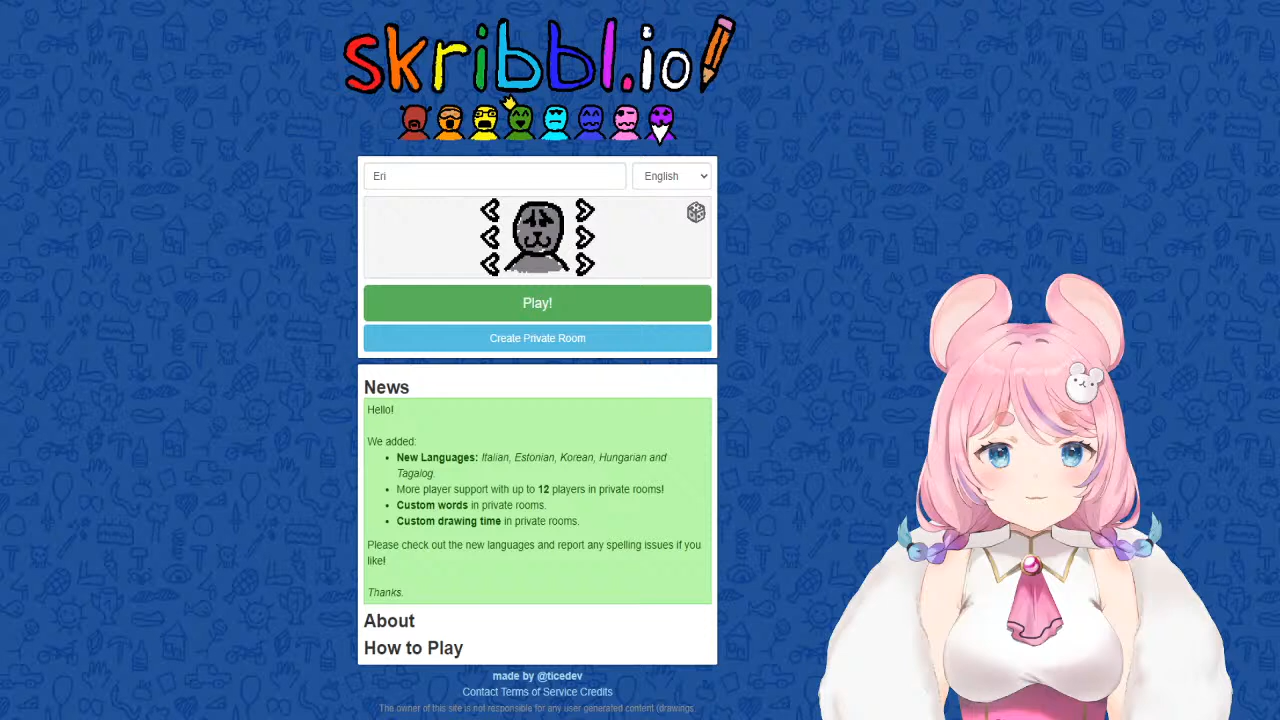 skribbl.io
Eri
English
Play!
Create Private Room
News
Hello!
We added:
• New Languages: Italian, Estonian, Korean, Hungarian and
Tagalog.
• More player support with up to 12 players in private rooms!
• Custom words in private rooms.
• Custom drawing time in private rooms.
Please check out the new languages and report any spelling issues if you
like!
Thanks.
About
How to Play
made by @ticedev
Contact Terms of Service Credits
The owner of this site is not responsible for any user generated content (drawings,